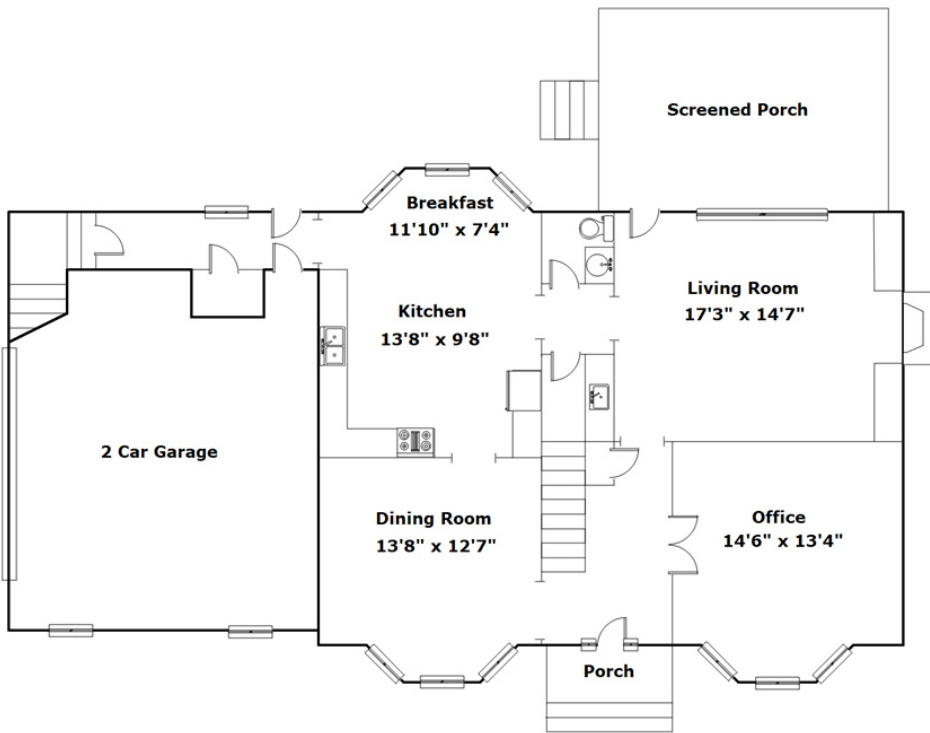 Screened Porch
Breakfast
11'10" x 7'4"
Living Room
17'3" x 14'7"
Kitchen
13'8" x 9'8"
2 Car Garage
Dining Room
13'8" x 12'7"
Office
14'6" x 13'4"
Porch